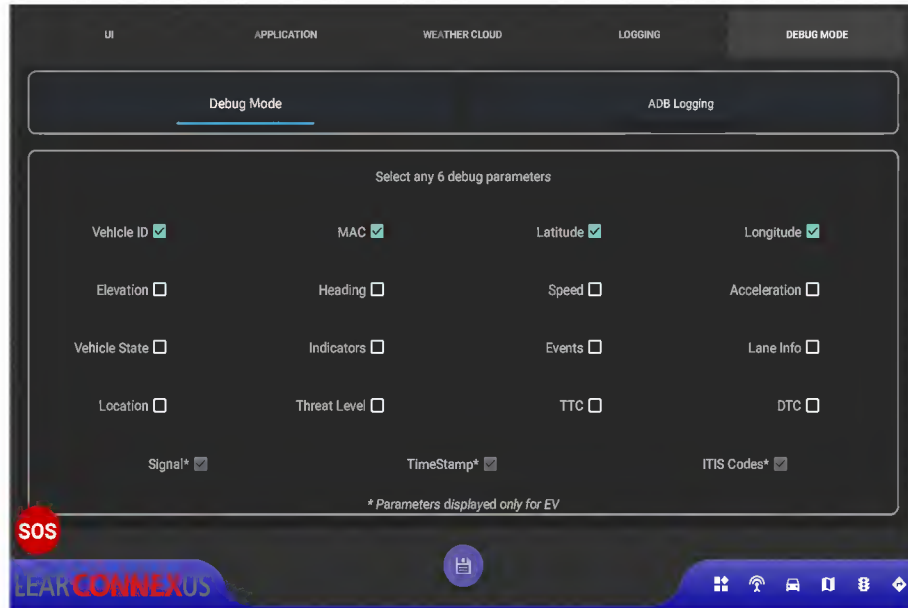 UI APPLICATION WEATHER CLOUD LOGGING DEBUG MODE
Debug Mode ADB Logging
Select any 6 debug parameters
Vehicle ID MAC Latitude Longitude
Elevation Heading Speed Acceleration
Vehicle State Indicators Events Lane Info
Location Threat Level TTC DTC
Signal* TimeStamp* ITIS Codes*
* Parameters displayed only for EV
SOS
LEAR CONNEXUS